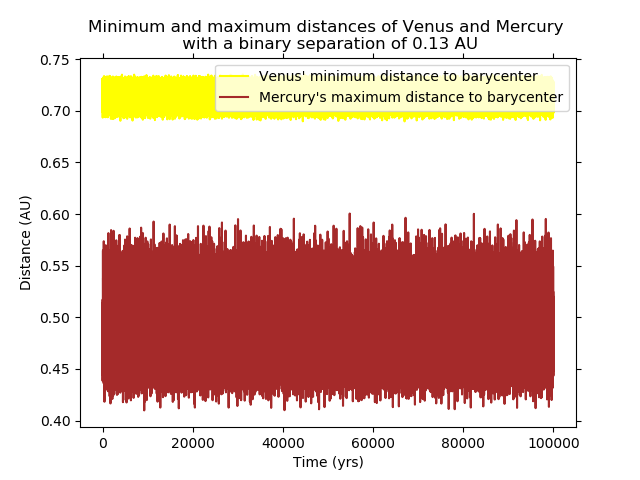 Minimum and maximum distances of Venus and Mercury
with a binary separation of 0.13 AU
Venus' minimum distance to barycenter
Mercury's maximum distance to barycenter
0.75
0.70
0.65
0.60
0.55
0.50
0.45
0.40
Distance (AU)
0
20000
40000
60000
80000
100000
Time (yrs)